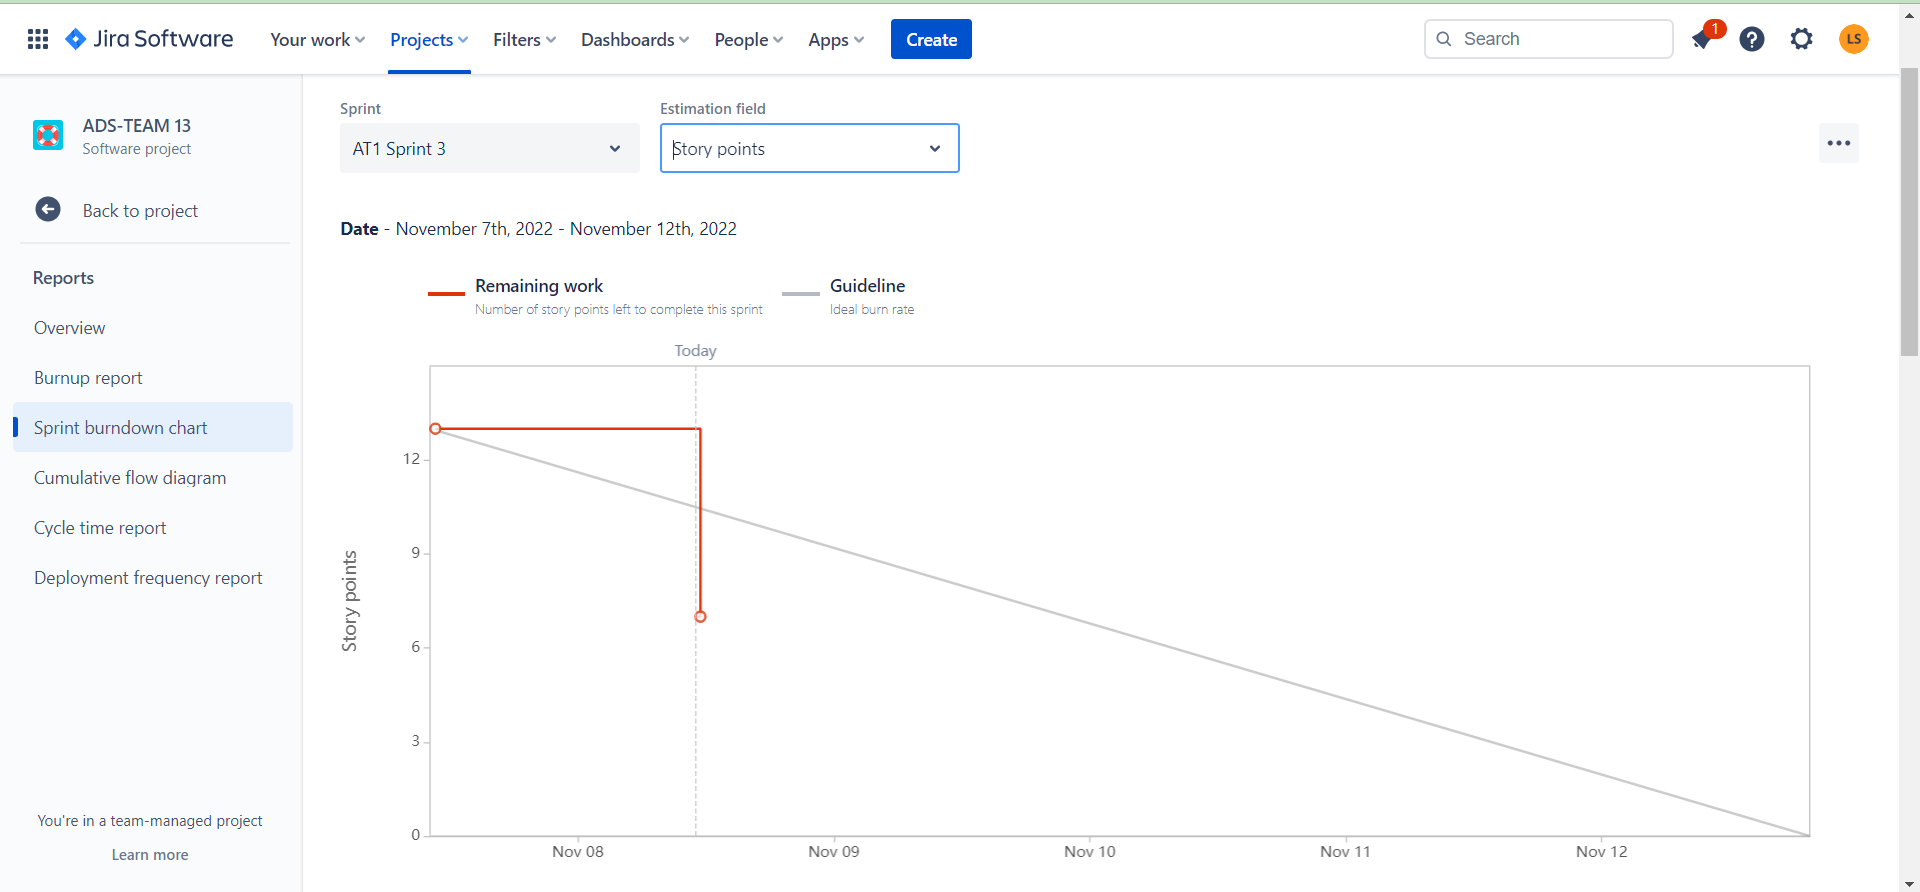 Jira Software Your work Projects Filters Dashboards People Apps Create Search 1 LS
ADS-TEAM 13
Software project
Back to project
Reports
Overview
Burnup report
Sprint burndown chart
Cumulative flow diagram
Cycle time report
Deployment frequency report
You're in a team-managed project
Learn more
Sprint Estimation field
AT1 Sprint 3 Story points
Date - November 7th, 2022 - November 12th, 2022
Remaining work Guideline
Number of story points left to complete this sprint Ideal burn rate
Today
Story points
12
9
6
3
0
Nov 08 Nov 09 Nov 10 Nov 11 Nov 12